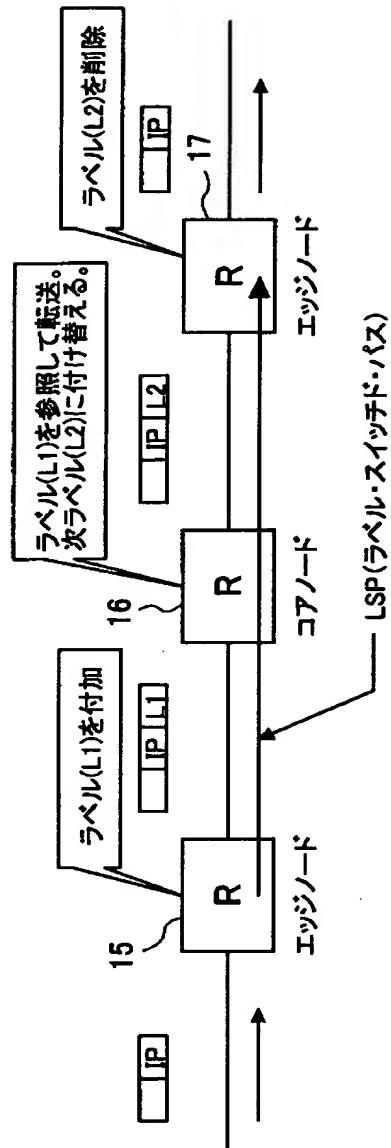 IP
15
R
エッジノード
ラベル(L1)を付加
IP L1
16
R
コアノード
ラベル(L1)を参照して転送。
次ラベル(L2)に付け替える。
IP L2
17
R
エッジノード
ラベル(L2)を削除
IP
LSP(ラベル・スイッチド・パス)